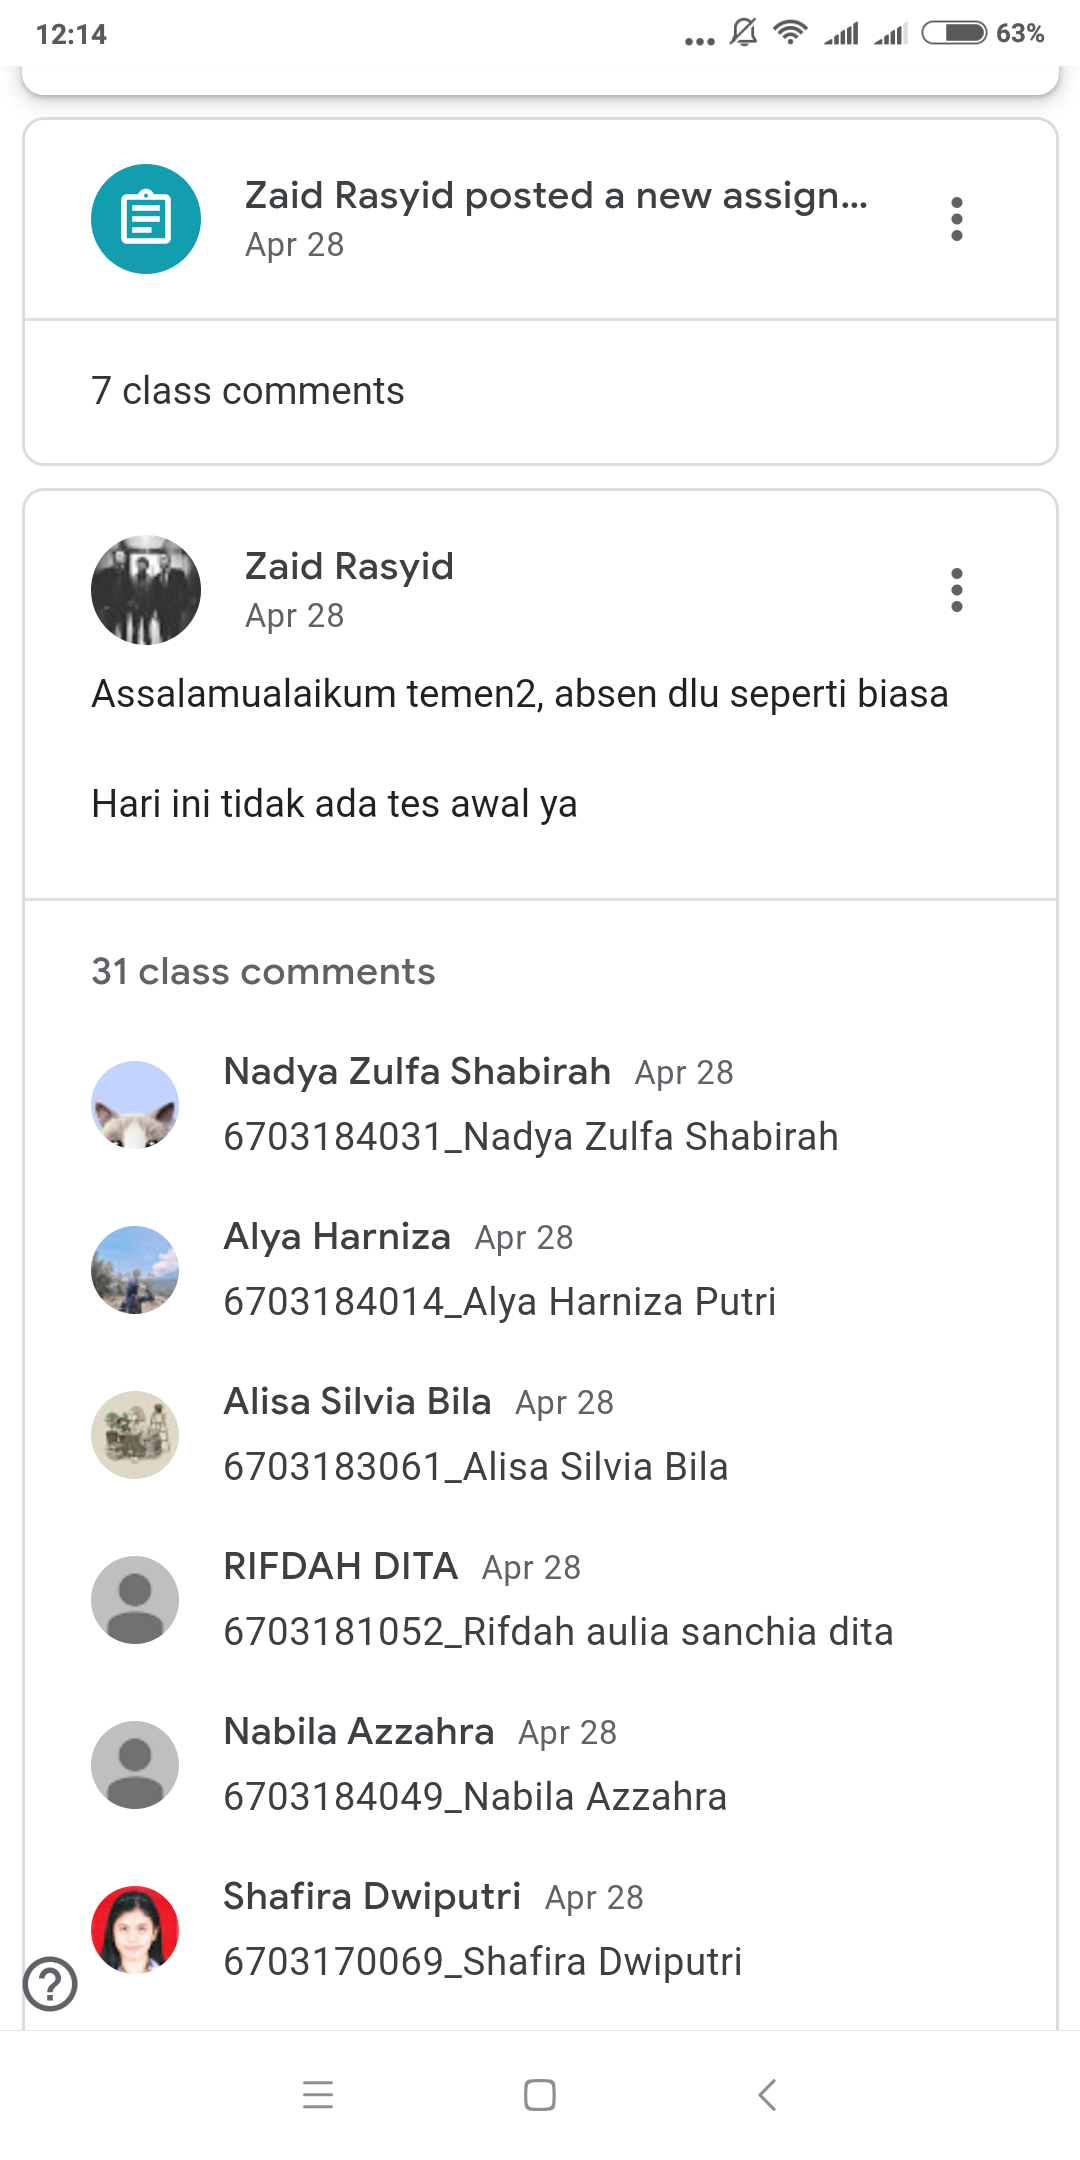 12:14
63%
Zaid Rasyid posted a new assign...
Apr 28
7 class comments
Zaid Rasyid
Apr 28
Assalamualaikum temen2, absen dlu seperti biasa
Hari ini tidak ada tes awal ya
31 class comments
Nadya Zulfa Shabirah Apr 28
6703184031_Nadya Zulfa Shabirah
Alya Harniza Apr 28
6703184014_Alya Harniza Putri
Alisa Silvia Bila Apr 28
6703183061_Alisa Silvia Bila
RIFDAH DITA Apr 28
6703181052_Rifdah aulia sanchia dita
Nabila Azzahra Apr 28
6703184049_Nabila Azzahra
Shafira Dwiputri Apr 28
6703170069_Shafira Dwiputri